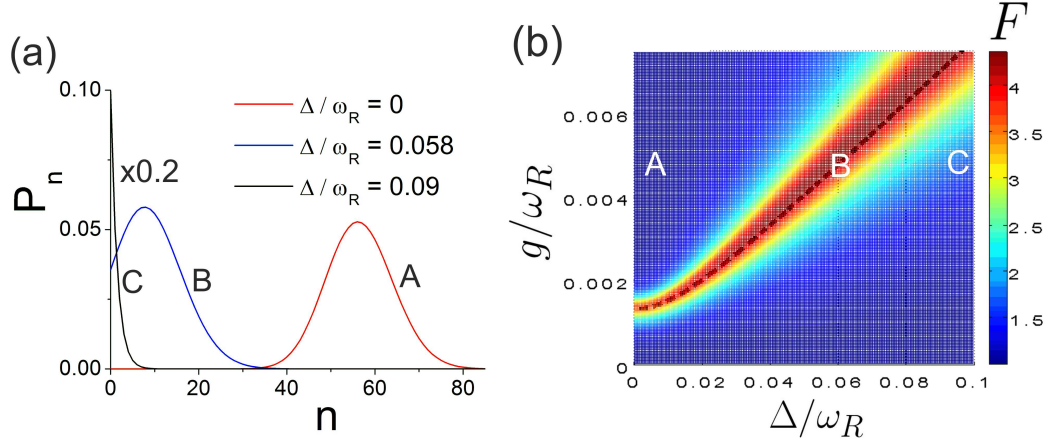 (a)
0.10
0.05
0.00
P_n
0 20 40 60 80
n
Δ / ω_R = 0
Δ / ω_R = 0.058
Δ / ω_R = 0.09
x0.2
C
B
A
(b)
F
g/ω_R
0.006
0.004
0.002
0
0 0.02 0.04 0.06 0.08 0.1
Δ/ω_R
A
B
C
4
3.5
3
2.5
2
1.5